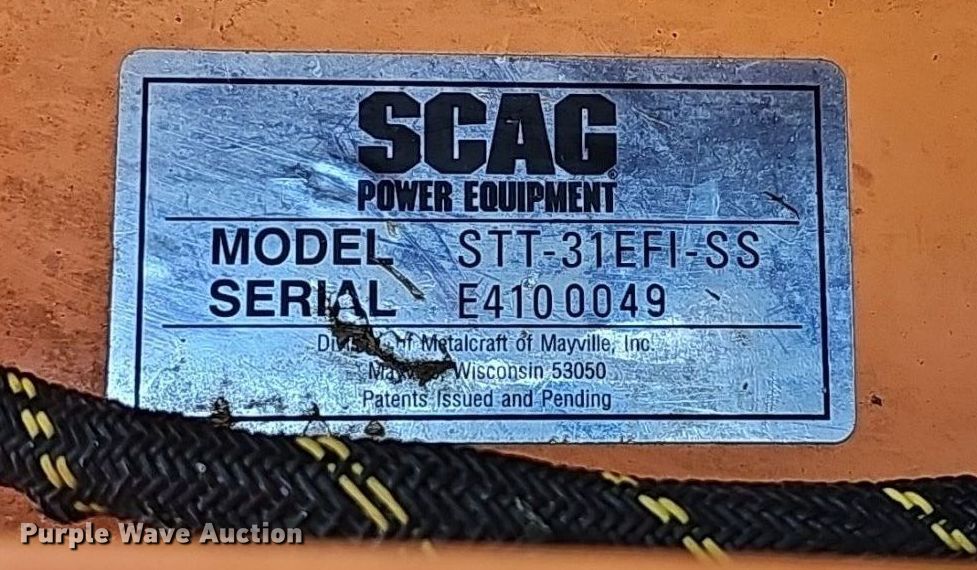 SCAG®
POWER EQUIPMENT
MODEL STT-31EFI-SS
SERIAL E4100049
of Metalcraft of Mayville, Inc.
Wisconsin 53050
Patents Issued and Pending
Purple Wave Auction